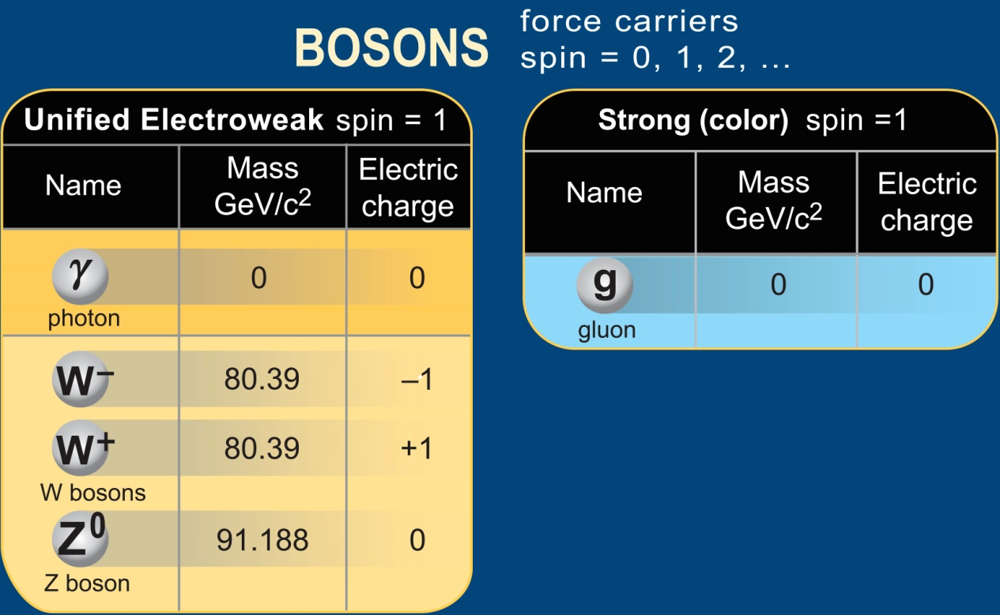 BOSONS
force carriers
spin = 0, 1, 2, ...
Unified Electroweak spin = 1
Name
Mass
GeV/c²
Electric
charge
γ
0
0
photon
W⁻
80.39
–1
W⁺
80.39
+1
W bosons
Z⁰
91.188
0
Z boson
Strong (color) spin =1
Name
Mass
GeV/c²
Electric
charge
g
0
0
gluon